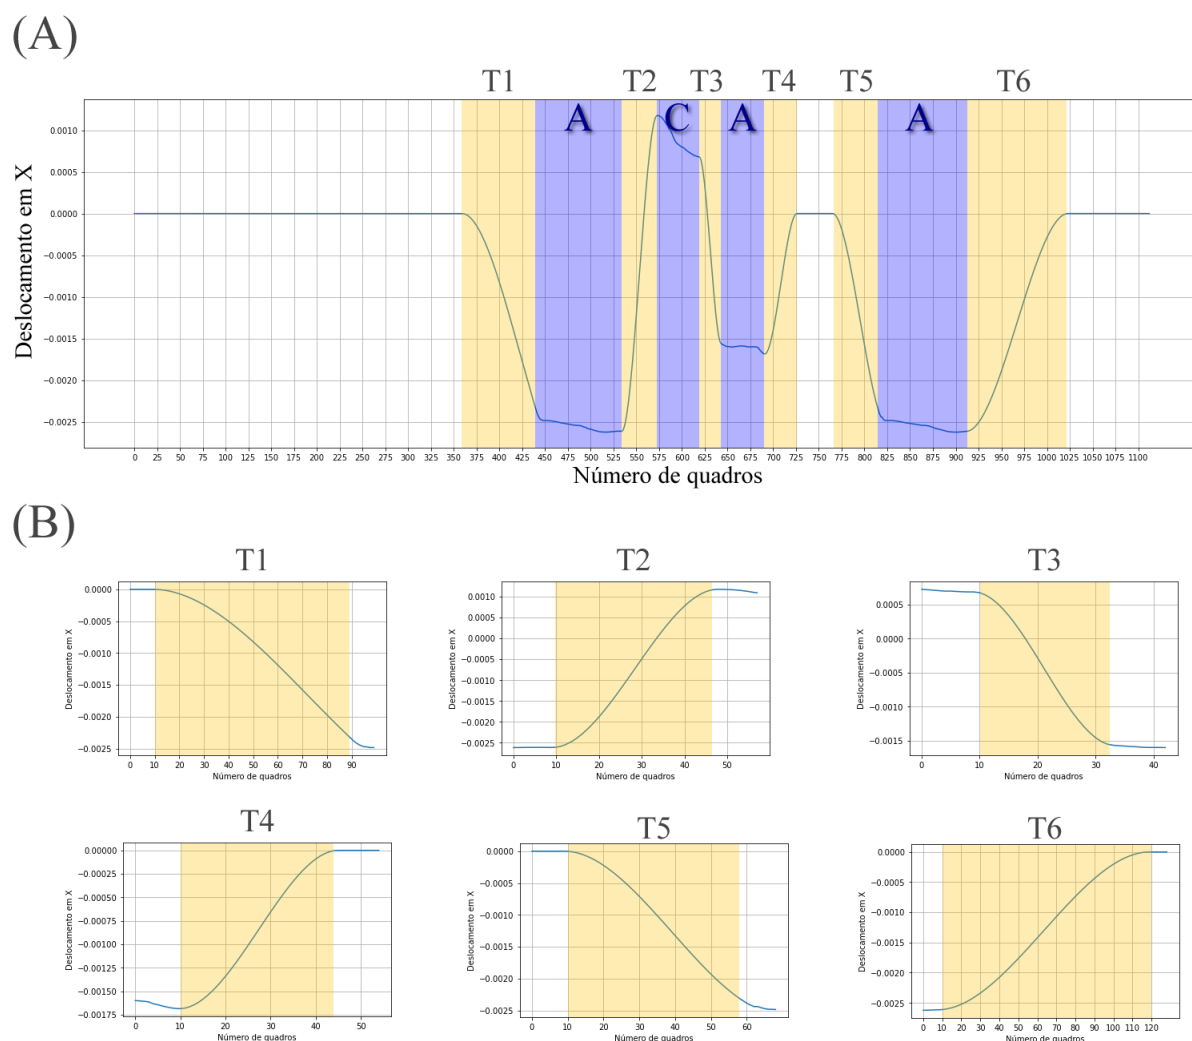 (A)
T1 T2 T3 T4 T5 T6
A C A A
0.0010
0.0005
0.0000
−0.0005
−0.0010
−0.0015
−0.0020
−0.0025
Deslocamento em X
0 25 50 75 100 125 150 175 200 225 250 275 300 325 350 375 400 425 450 475 500 525 550 575 600 625 650 675 700 725 750 775 800 825 850 875 900 925 950 975 1000 1025 1050 1075 1100
Número de quadros
(B)
T1
0.0000
−0.0005
−0.0010
−0.0015
−0.0020
−0.0025
Deslocamento em X
0 10 20 30 40 50 60 70 80 90
Número de quadros
T2
0.0010
0.0005
0.0000
−0.0005
−0.0010
−0.0015
−0.0020
−0.0025
Deslocamento em X
0 10 20 30 40 50
Número de quadros
T3
0.0005
0.0000
−0.0005
−0.0010
−0.0015
Deslocamento em X
0 10 20 30 40
Número de quadros
T4
0.00000
−0.00025
−0.00050
−0.00075
−0.00100
−0.00125
−0.00150
−0.00175
Deslocamento em X
0 10 20 30 40 50
Número de quadros
T5
0.0000
−0.0005
−0.0010
−0.0015
−0.0020
−0.0025
Deslocamento em X
0 10 20 30 40 50 60
Número de quadros
T6
0.0000
−0.0005
−0.0010
−0.0015
−0.0020
−0.0025
Deslocamento em X
0 10 20 30 40 50 60 70 80 90 100 110 120
Número de quadros